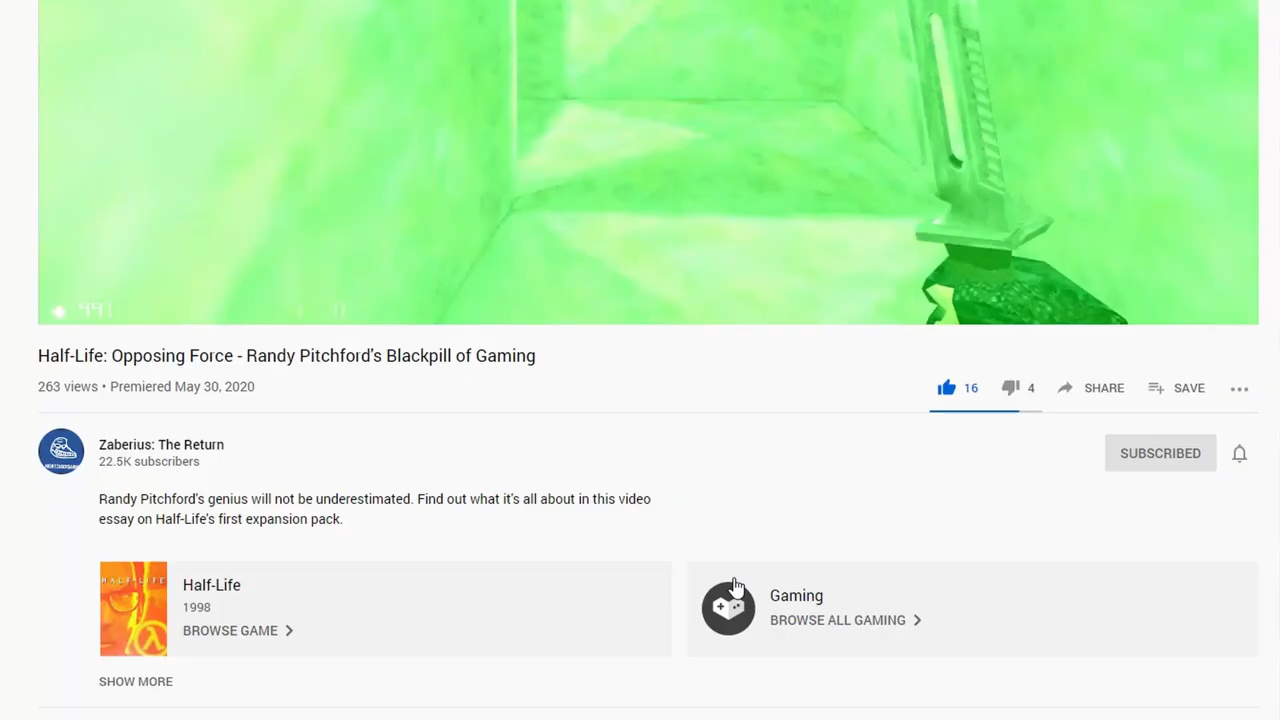 991
Half-Life: Opposing Force - Randy Pitchford's Blackpill of Gaming
263 views • Premiered May 30, 2020
16
4
SHARE
SAVE
Zaberius: The Return
22.5K subscribers
SUBSCRIBED
Randy Pitchford's genius will not be underestimated. Find out what it's all about in this video
essay on Half-Life's first expansion pack.
HALF-LIFE
Half-Life
1998
BROWSE GAME
Gaming
BROWSE ALL GAMING
SHOW MORE